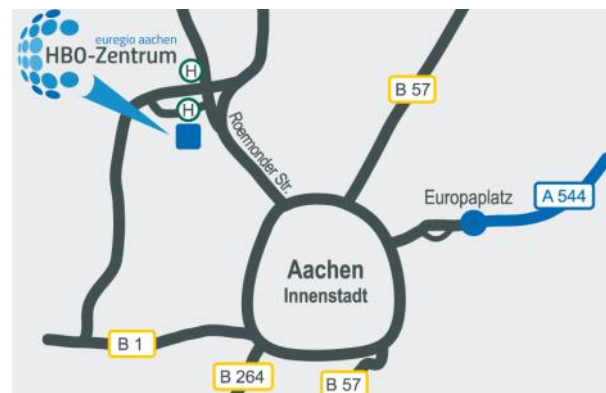 euregio aachen
HBO-Zentrum
H
B 57
H
Roermonder Str.
Europaplatz
A 544
Aachen
Innenstadt
B 1
B 264
B 57